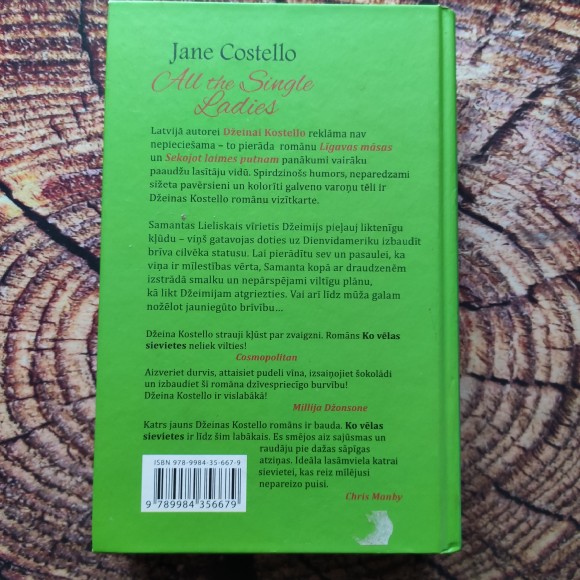 Jane Costello
All the Single
Ladies
Latvijā autorei Džeinai Kostello reklāma nav
nepieciešama – to pierāda romānu Līgavas māsas
un Sekojot laimes putnam panākumi vairāku
paaudžu lasītāju vidū. Spirdzinošs humors, neparedzami
sižeta pavērsieni un kolorīti galveno varoņu tēli ir
Džeinas Kostello romānu vizītkarte.
Samantas Lieliskais vīrietis Džeimijs pieļauj liktenīgu
kļūdu – viņš gatavojas doties uz Dienvidameriku izbaudīt
brīva cilvēka statusu. Lai pierādītu sev un pasaulei, ka
viņa ir mīlestības vērta, Samanta kopā ar draudzenēm
izstrādā smalku un nepārspējami viltīgu plānu,
kā likt Džeimijam atgriezties. Vai arī līdz mūža galam
nožēlot jauniegūto brīvību...
Džeina Kostello strauji kļūst par zvaigzni. Romāns Ko vēlas
sievietes neliek vilties!
Cosmopolitan
Aizveriet durvis, attaisiet pudeli vīna, izsaiņojiet šokolādi
un izbaudiet šī romāna dzīvespriecīgo burvību!
Džeina Kostello ir vislabākā!
Millija Džonsone
Katrs jauns Džeinas Kostello romāns ir bauda. Ko vēlas
sievietes ir līdz šim labākais. Es smējos aiz sajūsmas un
raudāju pie dažas sāpīgas
atziņas. Ideāla lasāmviela katrai
sievietei, kas reiz mīlējusi
nepareizo puisi.
Chris Manby
ISBN 978-9984-35-667-9
9 789984 356679